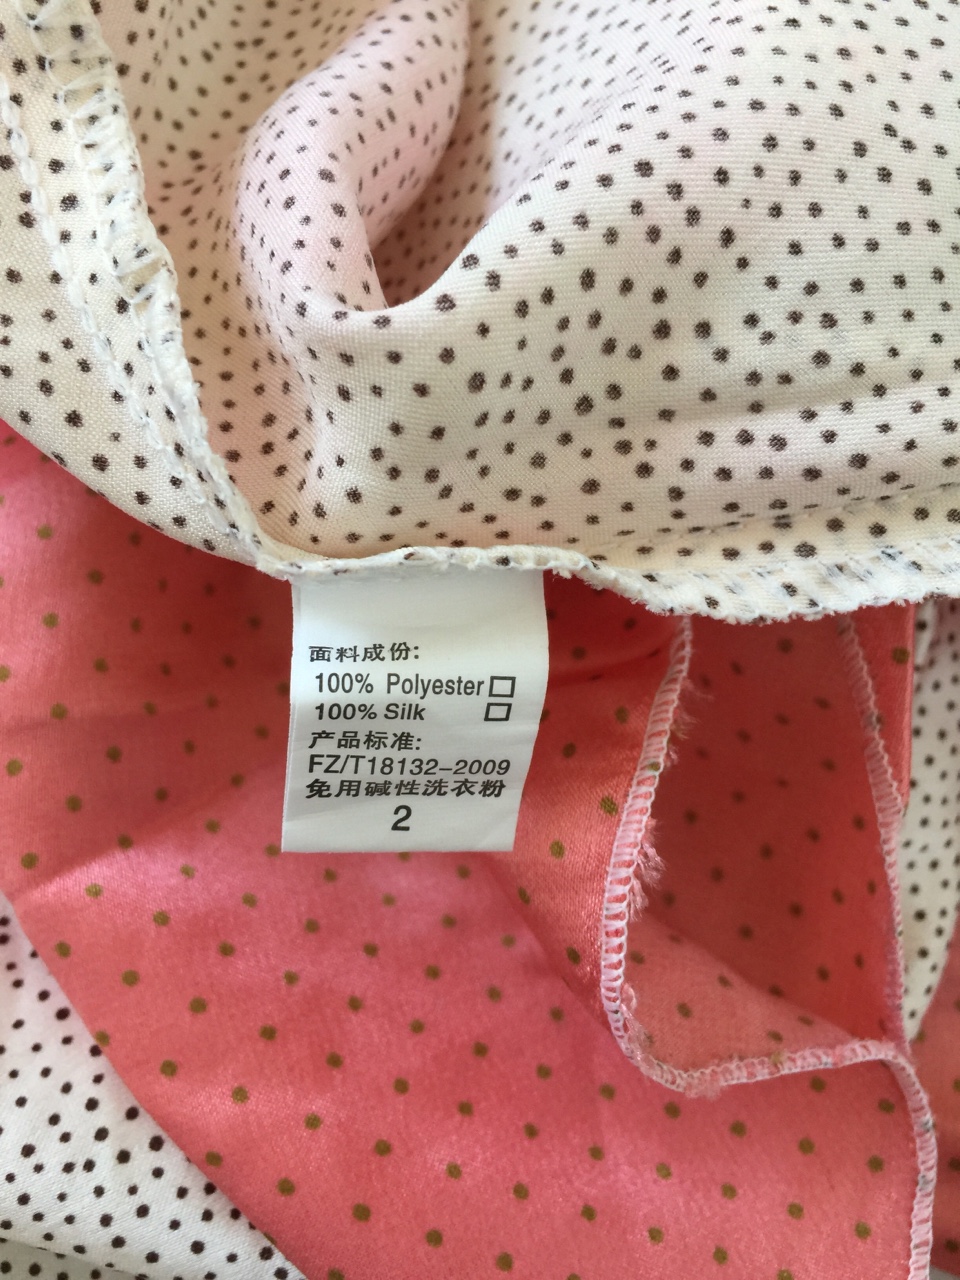 面料成份:
100% Polyester□
100% Silk □
产品标准:
FZ/T18132-2009
免用碱性洗衣粉
2